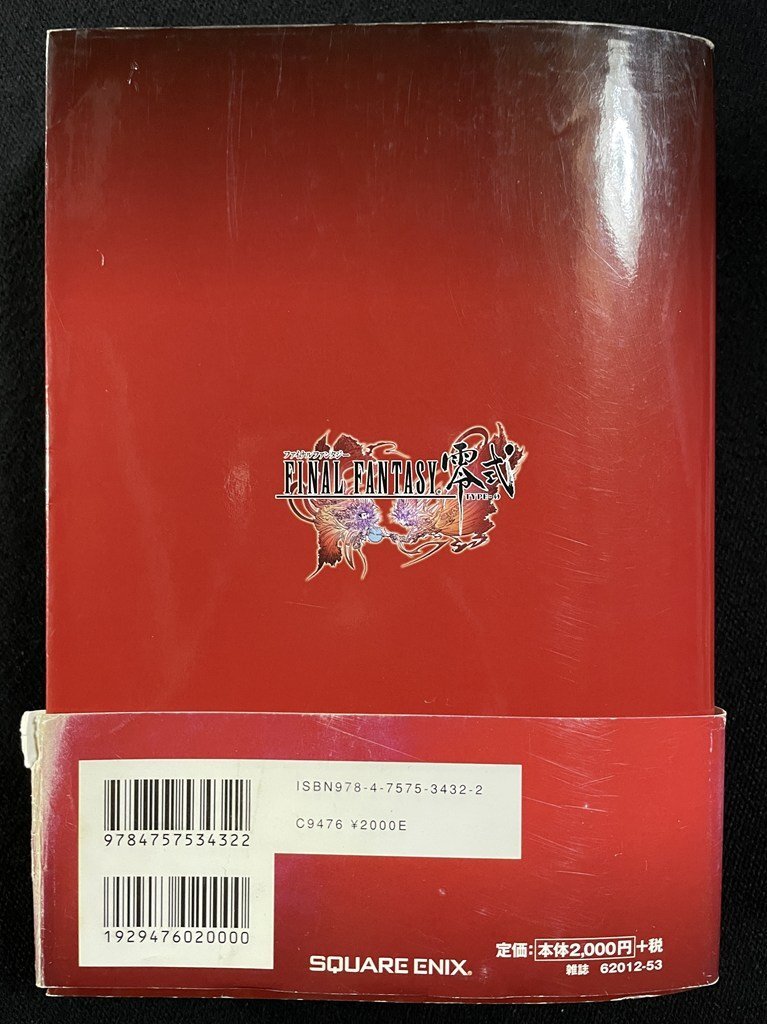 ファイナルファンタジー
FINAL FANTASY® 零式
TYPE-0
ISBN978-4-7575-3432-2
C9476 ¥2000E
9784757534322
1929476020000
SQUARE ENIX®
定価:本体2,000円+税
雑誌 62012-53